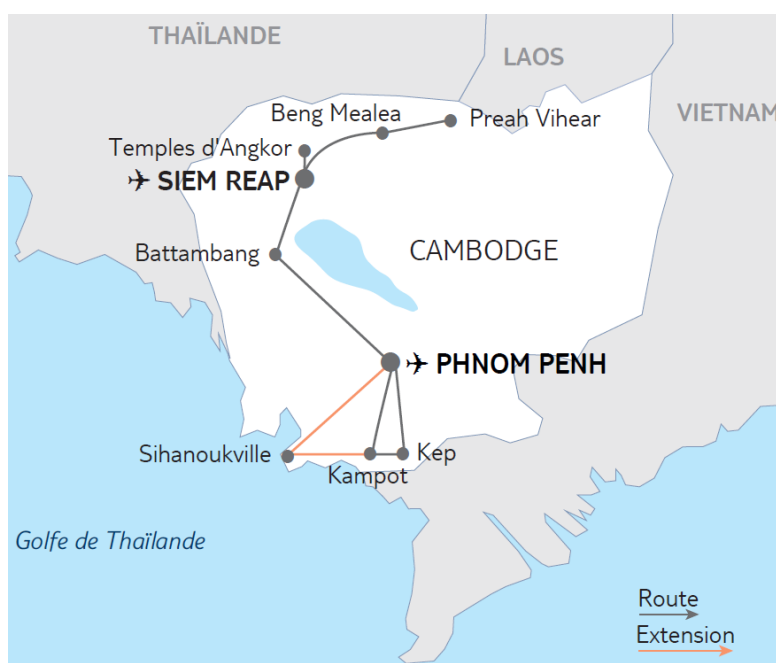 THAÏLANDE
LAOS
VIETNAM
Beng Mealea
Preah Vihear
Temples d'Angkor
✈ SIEM REAP
Battambang
CAMBODGE
✈ PHNOM PENH
Sihanoukville
Kep
Kampot
Golfe de Thaïlande
Route
Extension